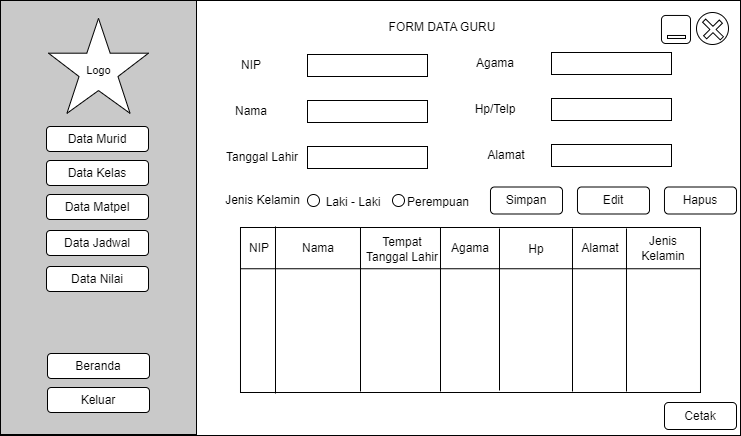 Logo
Data Murid
Data Kelas
Data Matpel
Data Jadwal
Data Nilai
Beranda
Keluar
FORM DATA GURU
NIP
Agama
Nama
Hp/Telp
Tanggal Lahir
Alamat
Jenis Kelamin Laki - Laki Perempuan
Simpan
Edit
Hapus
NIP
Nama
Tempat
Tanggal Lahir
Agama
Hp
Alamat
Jenis
Kelamin
Cetak